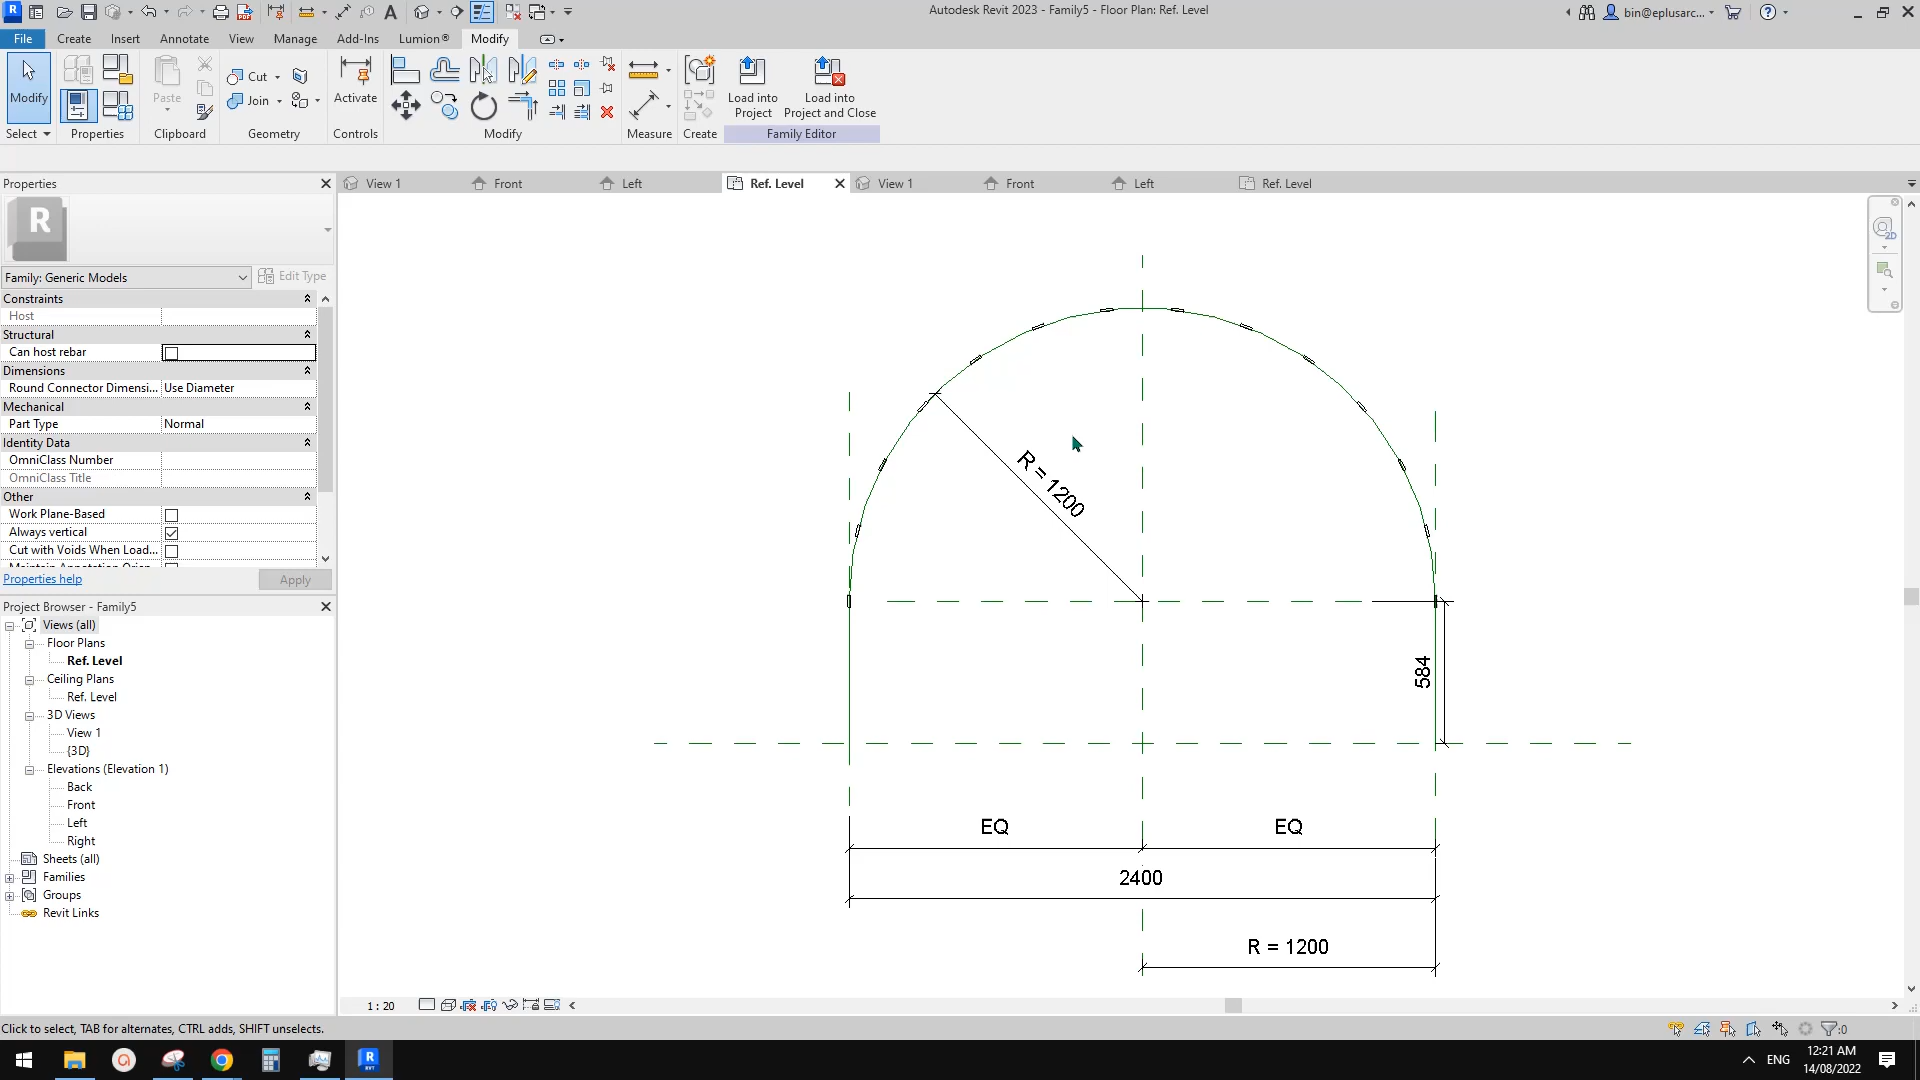 Autodesk Revit 2023 - Family5 - Floor Plan: Ref. Level
bin@eplusarc...
File Create Insert Annotate View Manage Add-Ins Lumion® Modify
Modify
Select
Properties
Paste
Clipboard
Cut
Join
Geometry
Activate
Controls
Modify
Measure
Create
Load into
Project
Load into
Project and Close
Family Editor
Properties
View 1 Front Left Ref. Level View 1 Front Left Ref. Level
R
Family: Generic Models
Edit Type
Constraints
Host
Structural
Can host rebar
Dimensions
Round Connector Dimensi... Use Diameter
Mechanical
Part Type Normal
Identity Data
OmniClass Number
OmniClass Title
Other
Work Plane-Based
Always vertical
Cut with Voids When Load...
Properties help
Apply
Project Browser - Family5
Views (all)
Floor Plans
Ref. Level
Ceiling Plans
Ref. Level
3D Views
View 1
{3D}
Elevations (Elevation 1)
Back
Front
Left
Right
Sheets (all)
Families
Groups
Revit Links
R = 1200
584
EQ EQ
2400
R = 1200
2D
1 : 20
Click to select, TAB for alternates, CTRL adds, SHIFT unselects.
:0
ENG
12:21 AM
14/08/2022